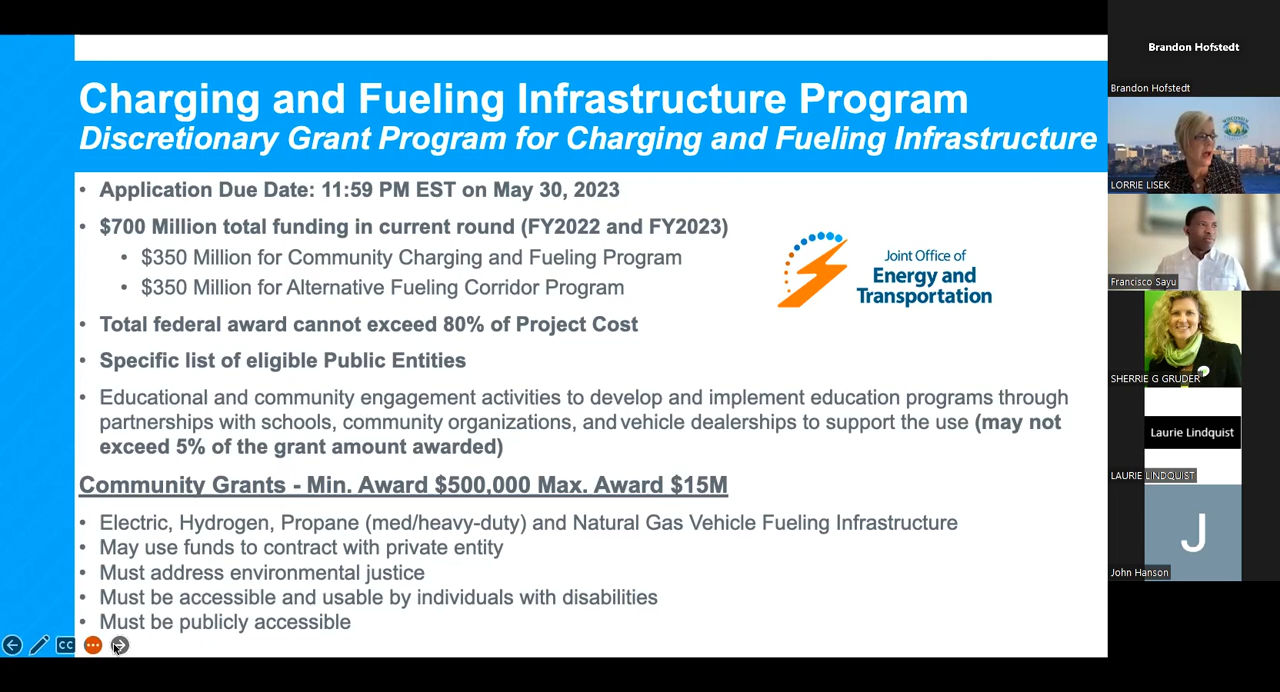 Charging and Fueling Infrastructure Program
Discretionary Grant Program for Charging and Fueling Infrastructure
• Application Due Date: 11:59 PM EST on May 30, 2023
• $700 Million total funding in current round (FY2022 and FY2023)
• $350 Million for Community Charging and Fueling Program
• $350 Million for Alternative Fueling Corridor Program
• Total federal award cannot exceed 80% of Project Cost
• Specific list of eligible Public Entities
• Educational and community engagement activities to develop and implement education programs through
partnerships with schools, community organizations, and vehicle dealerships to support the use (may not
exceed 5% of the grant amount awarded)
Joint Office of
Energy and
Transportation
Community Grants - Min. Award $500,000 Max. Award $15M
• Electric, Hydrogen, Propane (med/heavy-duty) and Natural Gas Vehicle Fueling Infrastructure
• May use funds to contract with private entity
• Must address environmental justice
• Must be accessible and usable by individuals with disabilities
• Must be publicly accessible
CC
Brandon Hofstedt
Brandon Hofstedt
WISCONSIN
LORRIE LISEK
Francisco Sayu
SHERRIE G GRUDER
Laurie Lindquist
LAURIE LINDQUIST
J
John Hanson